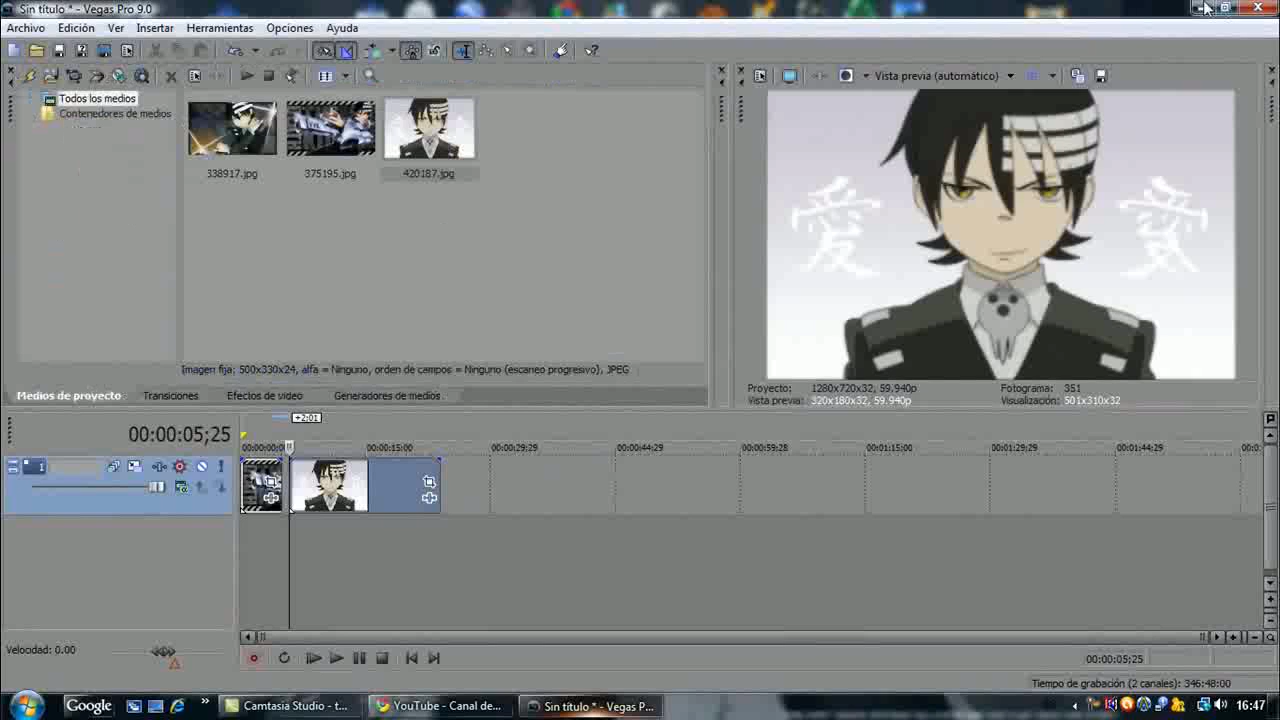 Sin título * - Vegas Pro 9.0
Archivo Edición Ver Insertar Herramientas Opciones Ayuda
Vista previa (automático)
Todos los medios
Contenedores de medios
338917.jpg 375195.jpg 420187.jpg
愛 愛
Imagen fija: 500x330x24, alfa = Ninguno, orden de campos = Ninguno (escaneo progresivo), JPEG
Medios de proyecto Transiciones Efectos de vídeo Generadores de medios
Proyecto: 1280x720x32, 59,940p Fotograma: 351
Vista previa: 320x180x32, 59.940p Visualización: 501x310x32
+2:01
00:00:05;25
00:00:15:00 00:00:29;29 00:00:44;29 00:00:59;28 00:01:15:00 00:01:29;29 00:01:44;29
1
Velocidad: 0.00
00:00:05;25
Tiempo de grabación (2 canales): 346:48:00
Google Camtasia Studio - t... YouTube - Canal de... Sin título * - Vegas P... 16:47